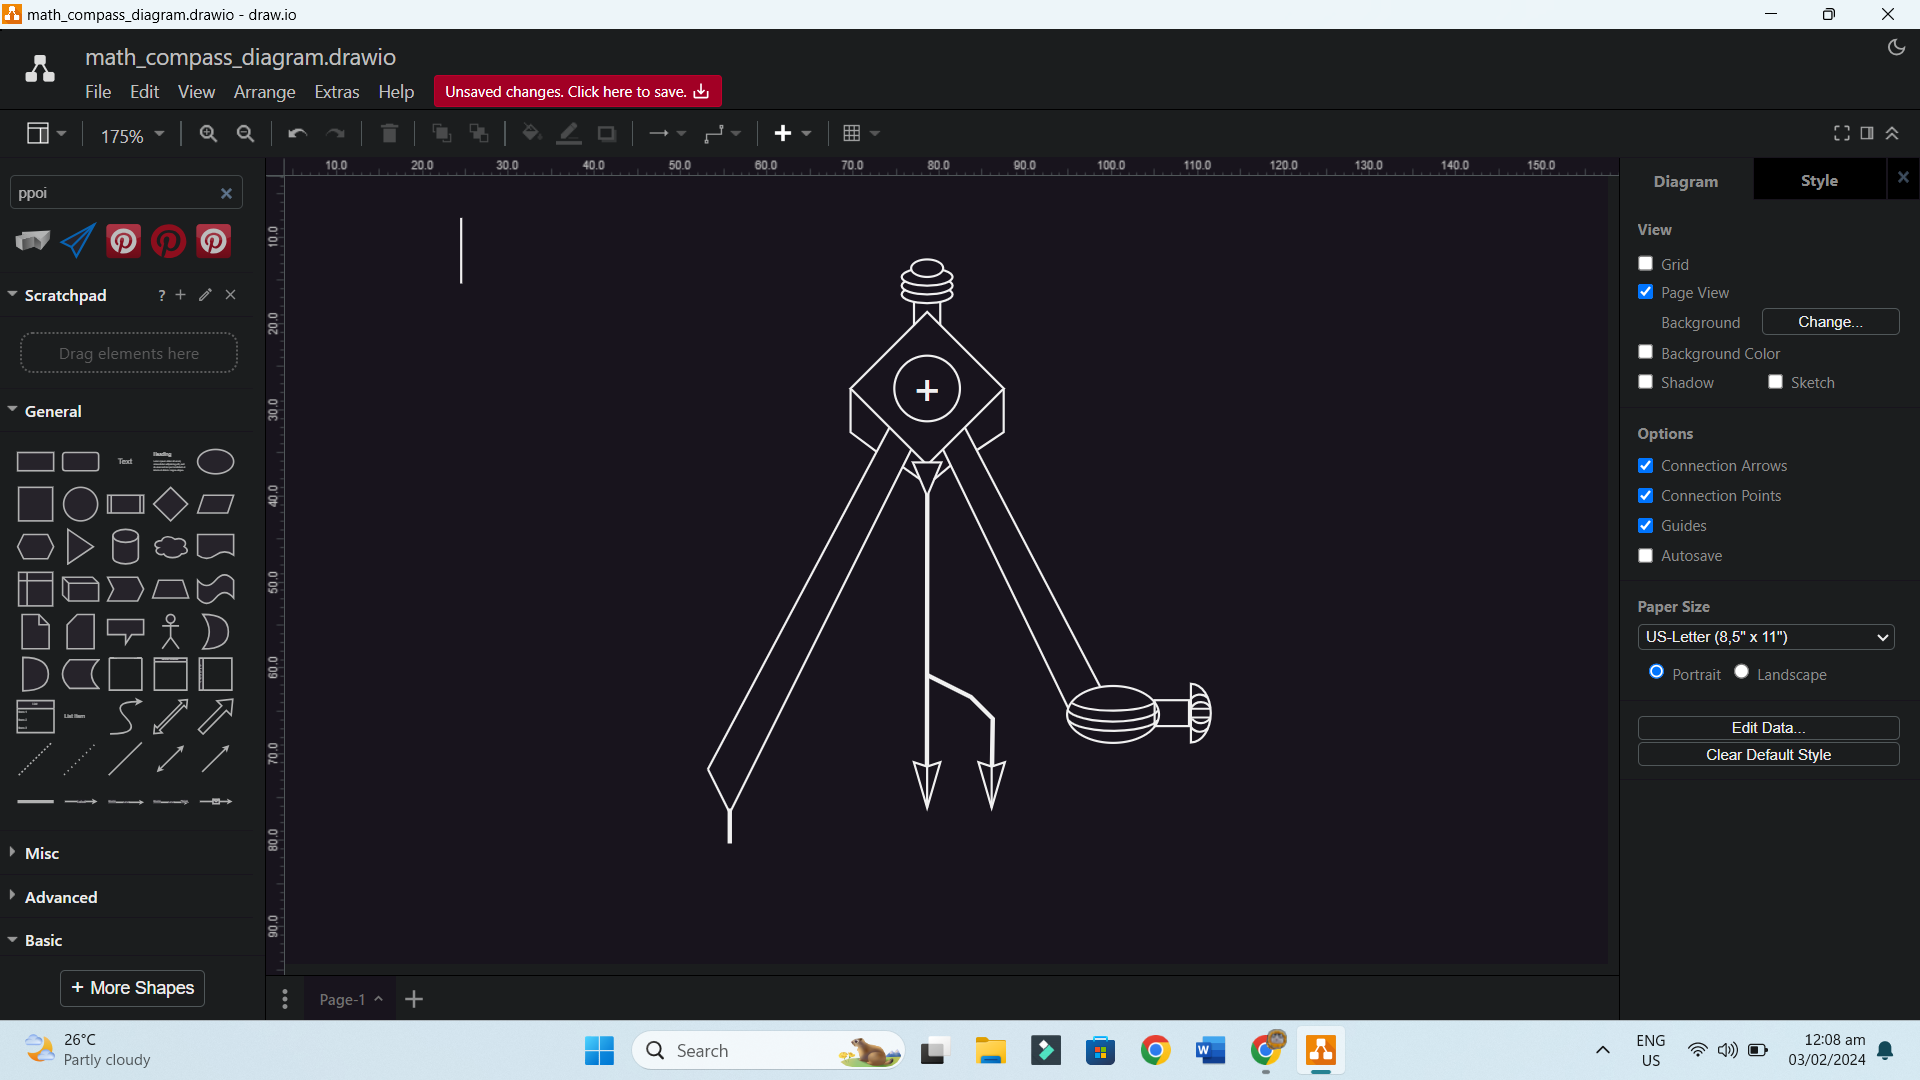 math_compass_diagram.drawio - draw.io
math_compass_diagram.drawio
File Edit View Arrange Extras Help
Unsaved changes. Click here to save.
175%
10.0 20.0 30.0 40.0 50.0 60.0 70.0 80.0 90.0 100.0 110.0 120.0 130.0 140.0 150.0
10.0
20.0
30.0
40.0
50.0
60.0
70.0
80.0
90.0
ppoi
Scratchpad
?
Drag elements here
General
Text
Heading
List Item
Misc
Advanced
Basic
+ More Shapes
Page-1
Diagram
Style
View
Grid
Page View
Background
Change...
Background Color
Shadow
Sketch
Options
Connection Arrows
Connection Points
Guides
Autosave
Paper Size
US-Letter (8,5" x 11")
Portrait
Landscape
Edit Data...
Clear Default Style
26°C
Partly cloudy
Search
ENG
US
12:08 am
03/02/2024